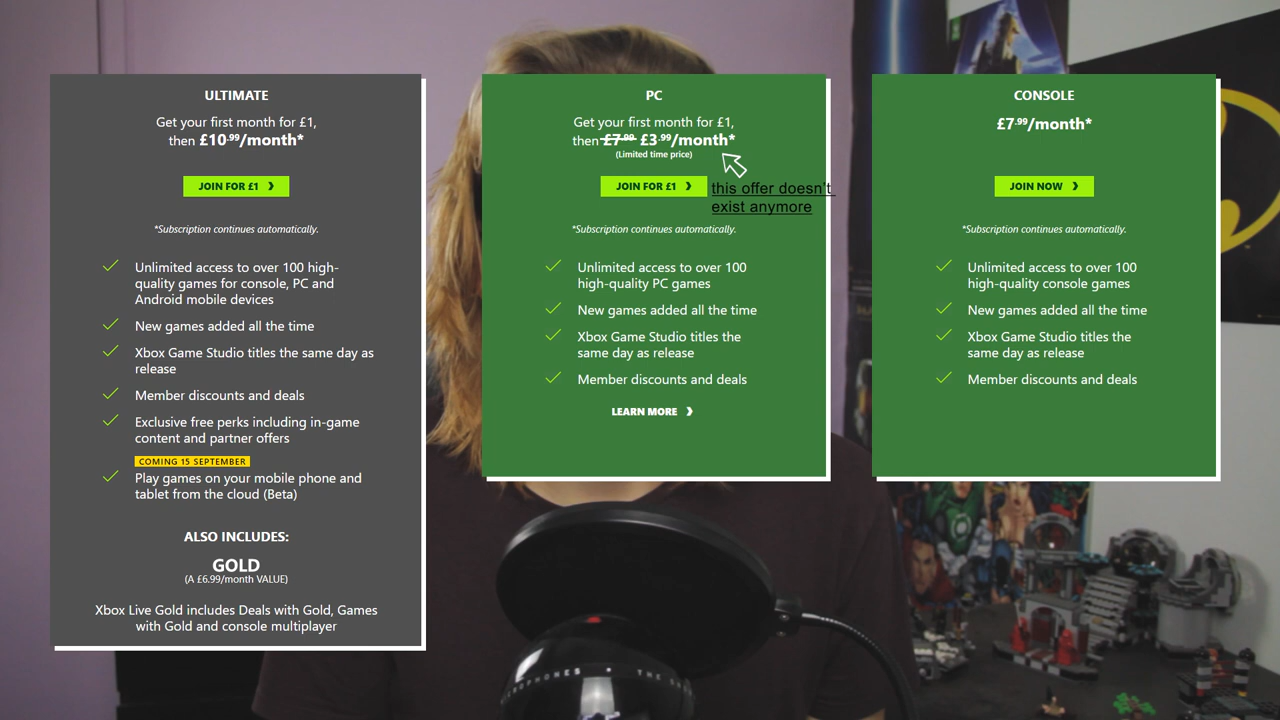 ULTIMATE
Get your first month for £1,
then £10.99/month*
JOIN FOR £1 ❯
*Subscription continues automatically.
Unlimited access to over 100 high-
quality games for console, PC and
Android mobile devices
New games added all the time
Xbox Game Studio titles the same day as
release
Member discounts and deals
Exclusive free perks including in-game
content and partner offers
COMING 15 SEPTEMBER
Play games on your mobile phone and
tablet from the cloud (Beta)
ALSO INCLUDES:
GOLD
(A £6.99/month VALUE)
Xbox Live Gold includes Deals with Gold, Games
with Gold and console multiplayer
PC
Get your first month for £1,
then £7.99 £3.99/month*
(Limited time price)
JOIN FOR £1 ❯
this offer doesn't
exist anymore
*Subscription continues automatically.
Unlimited access to over 100
high-quality PC games
New games added all the time
Xbox Game Studio titles the
same day as release
Member discounts and deals
LEARN MORE ❯
CONSOLE
£7.99/month*
JOIN NOW ❯
*Subscription continues automatically.
Unlimited access to over 100
high-quality console games
New games added all the time
Xbox Game Studio titles the
same day as release
Member discounts and deals